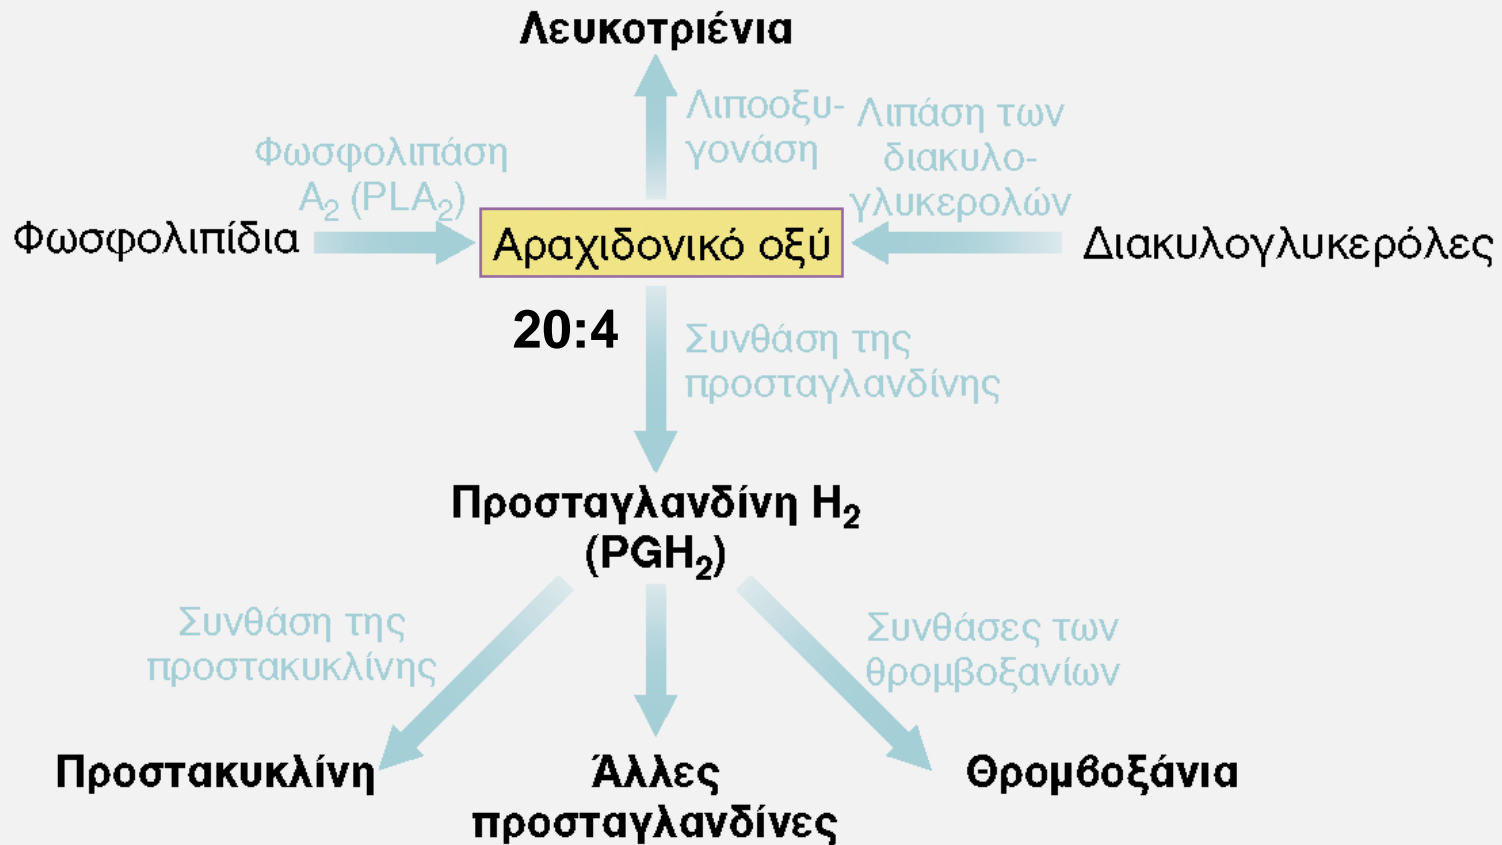 Λευκοτριένια
Λιποοξυ-
γονάση
Λιπάση των
διακυλο-
γλυκερολών
Φωσφολιπάση
A₂ (PLA₂)
Φωσφολιπίδια
Αραχιδονικό οξύ
Διακυλογλυκερόλες
20:4
Συνθάση της
προσταγλανδίνης
Προσταγλανδίνη H₂
(PGH₂)
Συνθάση της
προστακυκλίνης
Συνθάσες των
θρομβοξανίων
Προστακυκλίνη
Άλλες
προσταγλανδίνες
Θρομβοξάνια